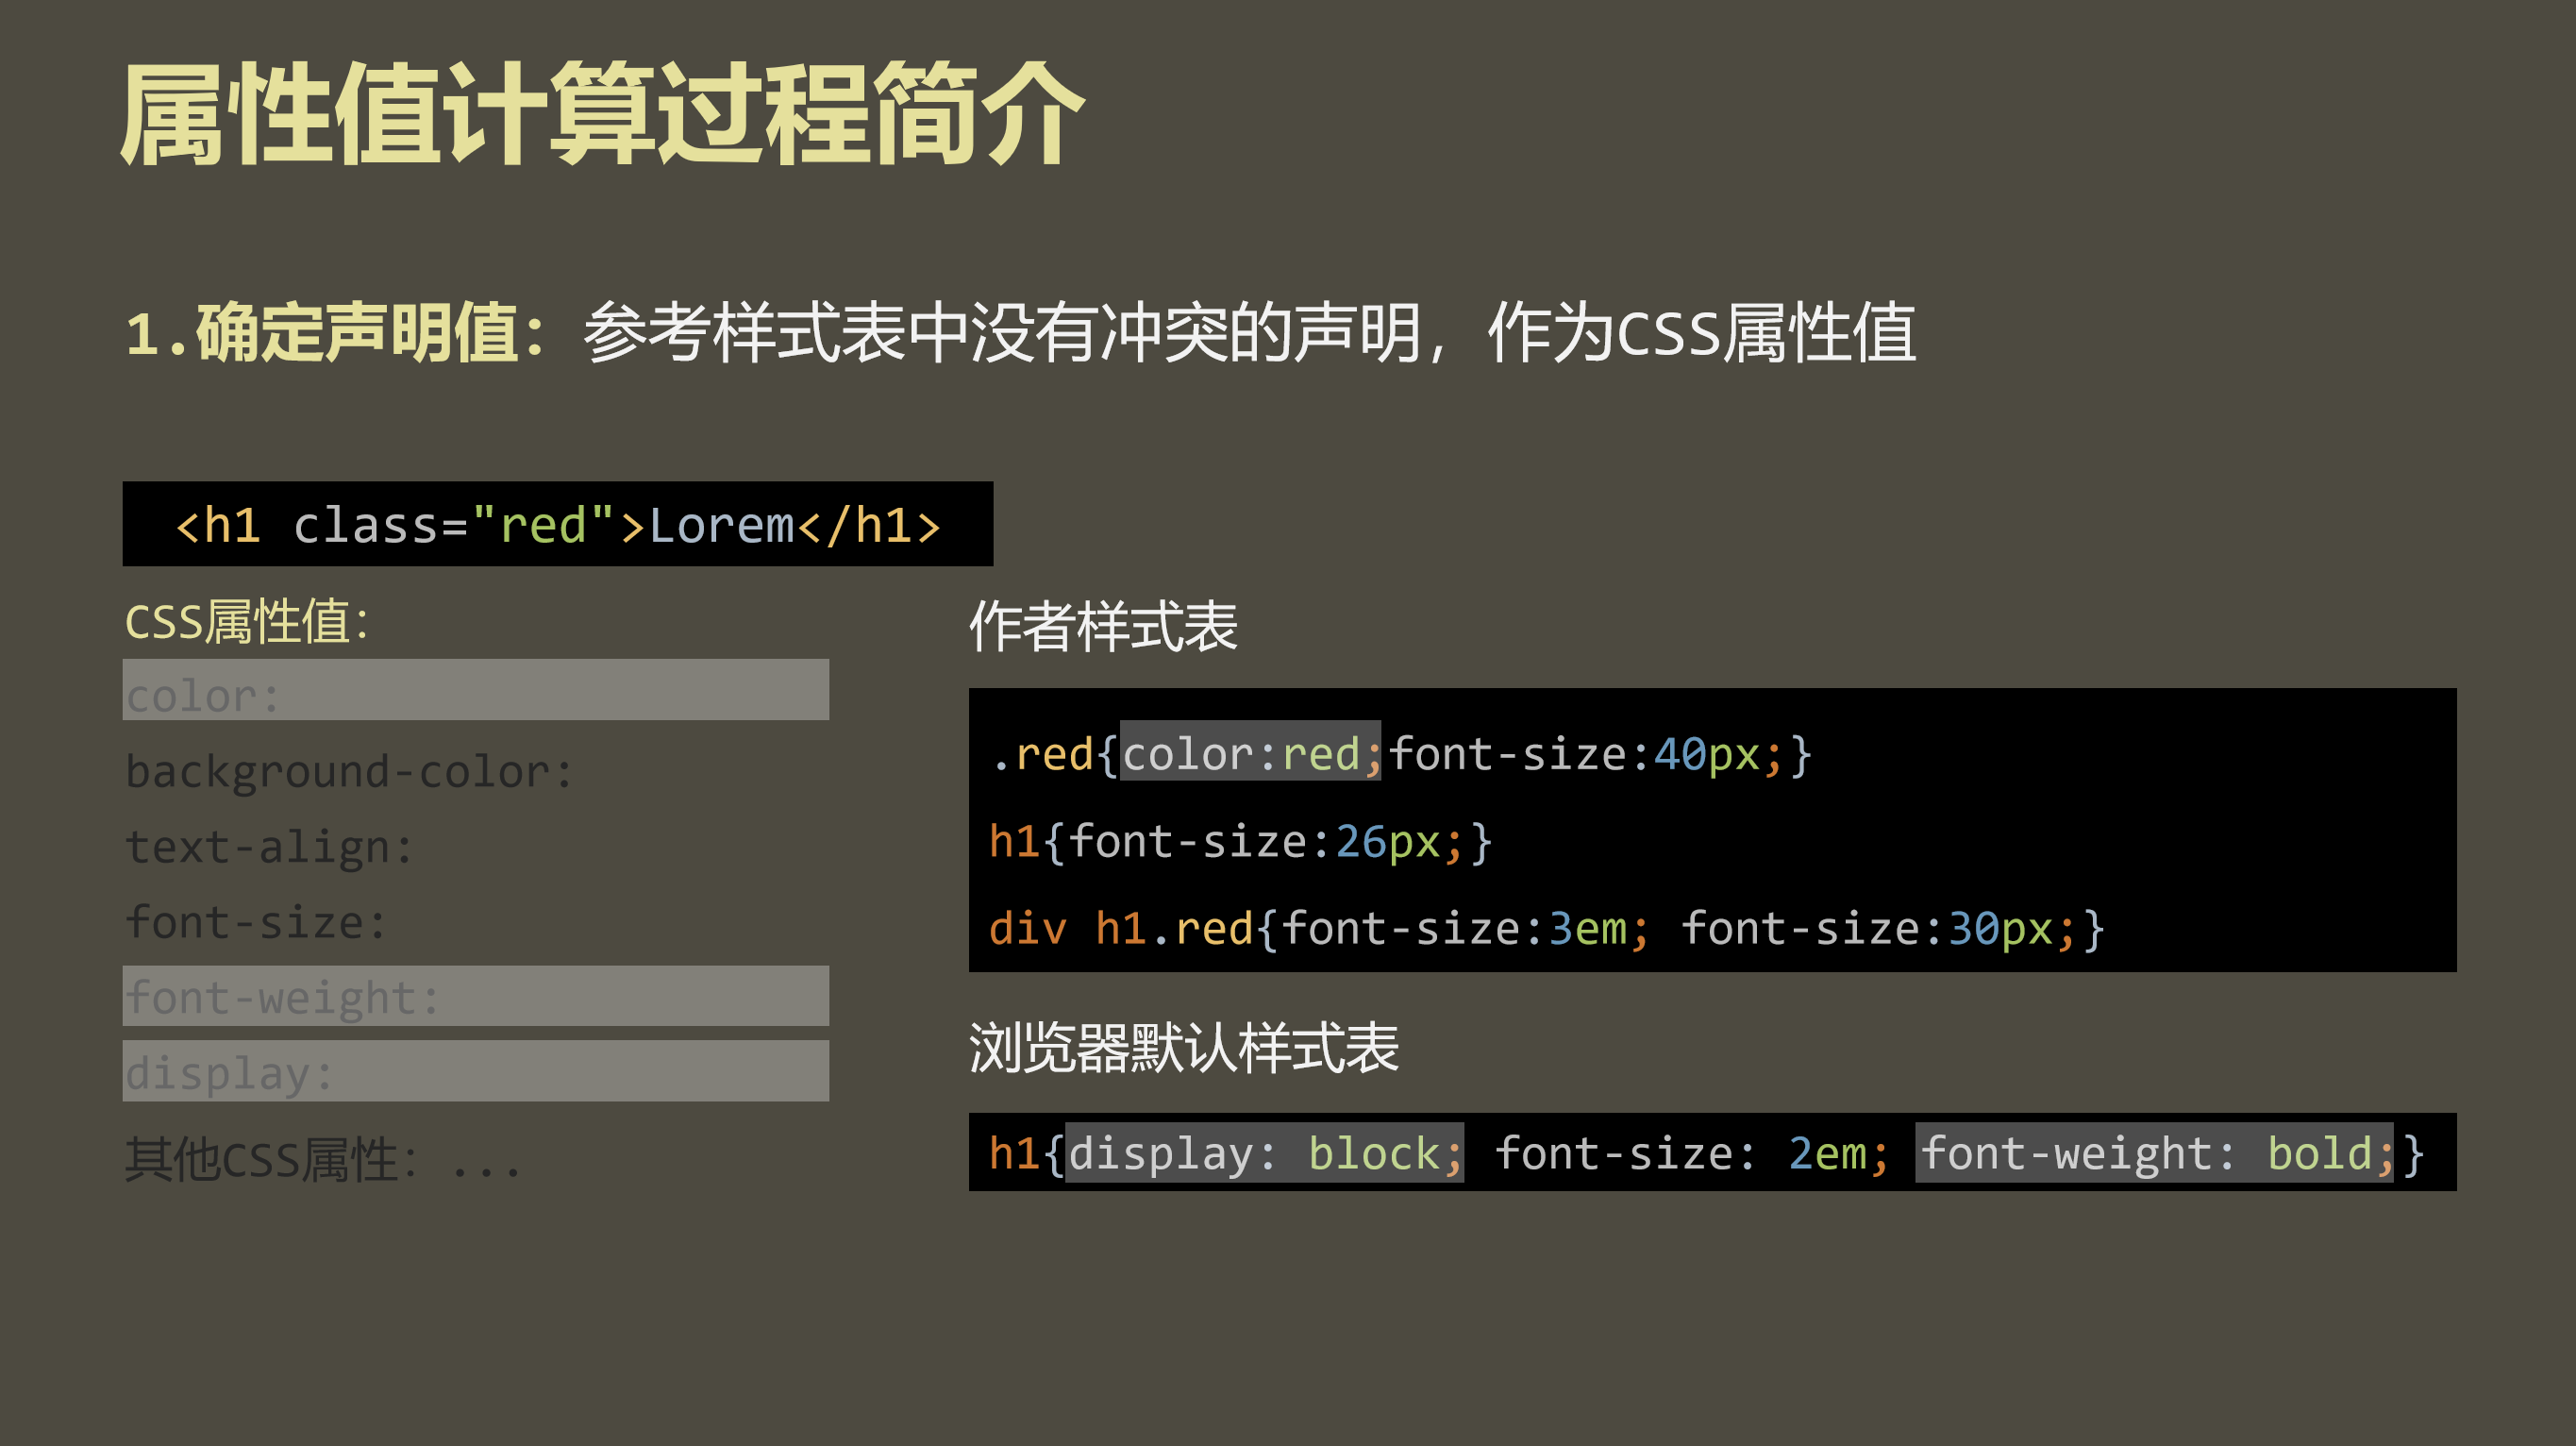 属性值计算过程简介
1.确定声明值：参考样式表中没有冲突的声明，作为CSS属性值
<h1 class="red">Lorem</h1>
CSS属性值：
color:
background-color:
text-align:
font-size:
font-weight:
display:
其他CSS属性：...
作者样式表
.red{color:red;font-size:40px;}
h1{font-size:26px;}
div h1.red{font-size:3em; font-size:30px;}
浏览器默认样式表
h1{display: block; font-size: 2em; font-weight: bold;}